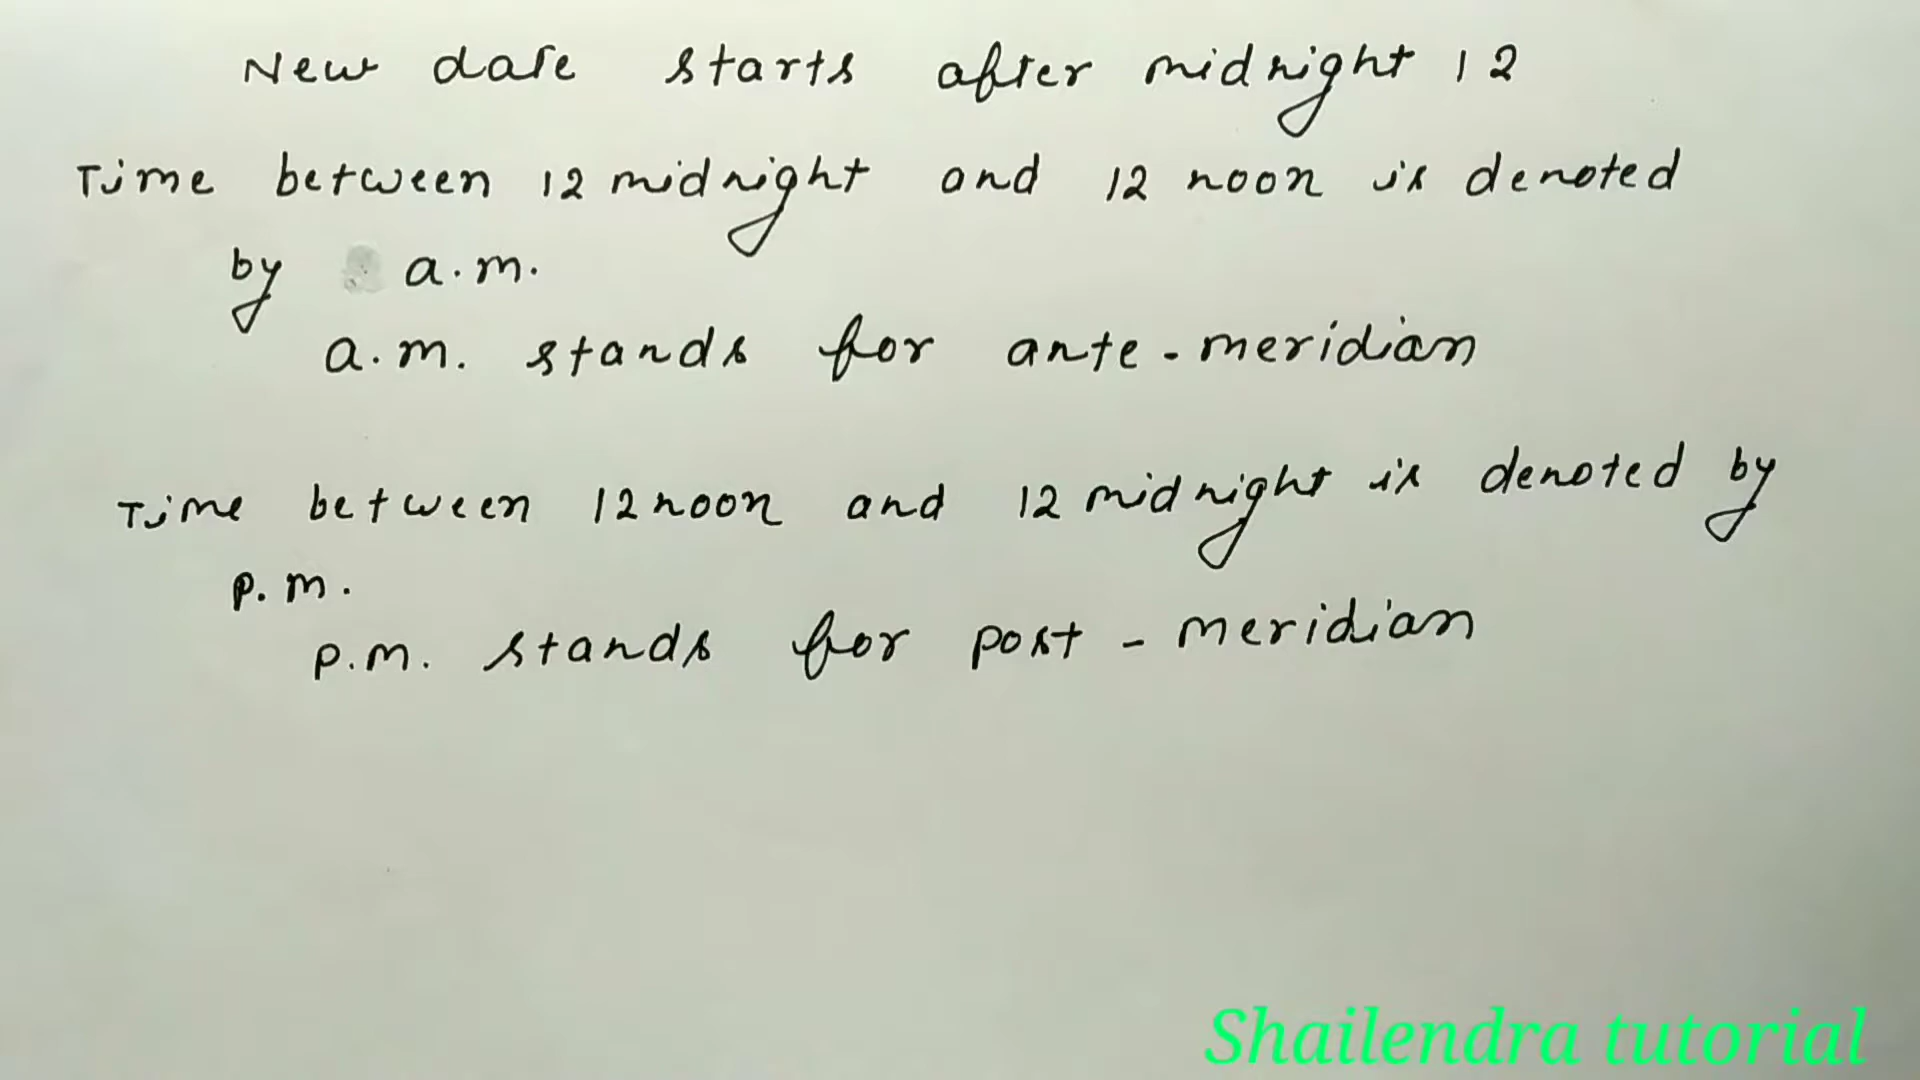 New date starts after midnight 12
Time between 12 midnight and 12 noon is denoted
by a.m.
a.m. stands for ante-meridian
Time between 12 noon and 12 midnight is denoted by
p.m.
p.m. stands for post-meridian
Shailendra tutorial